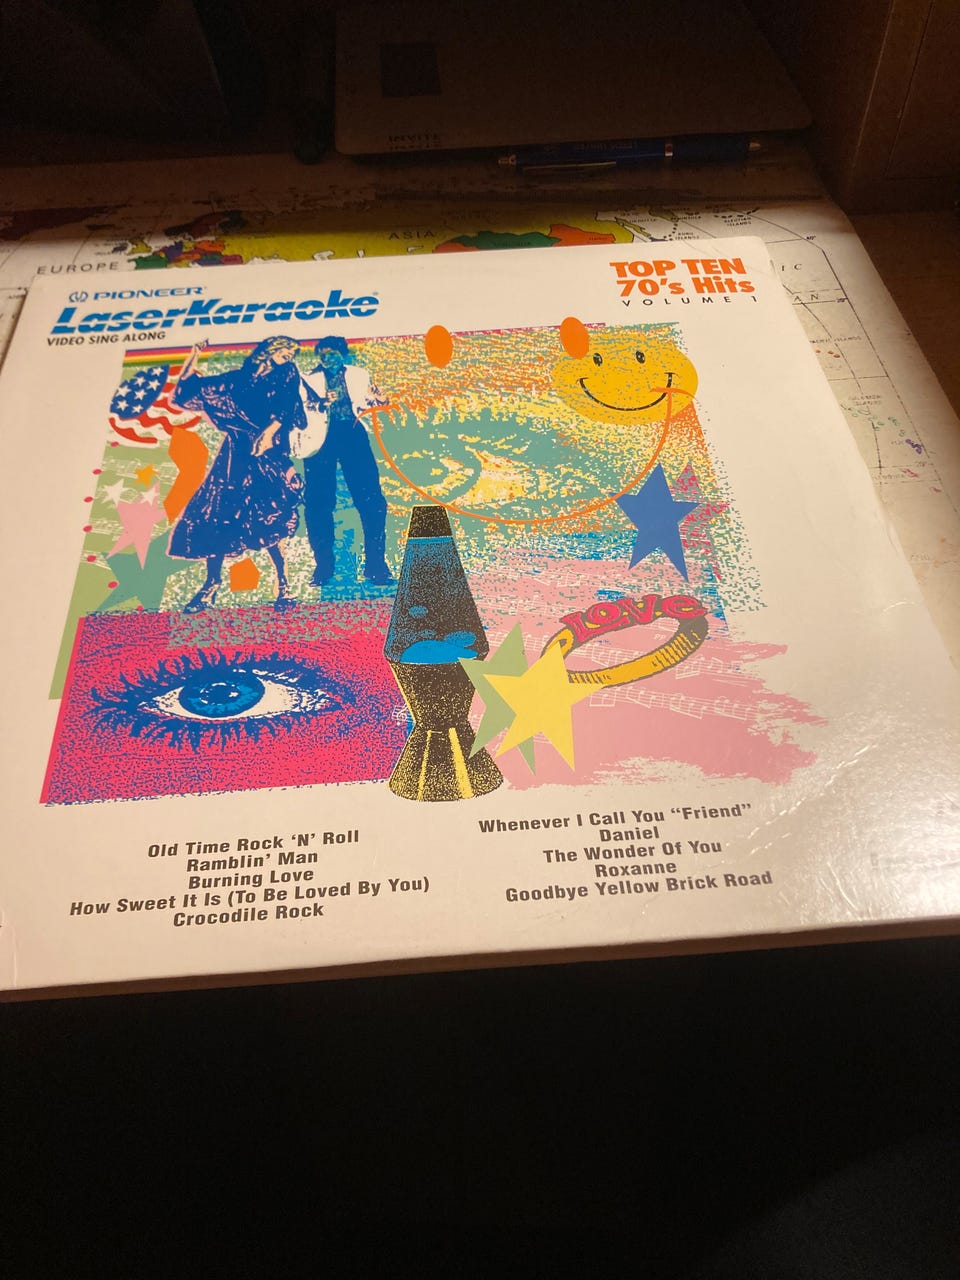 INVITE
EUROPE
ASIA
PIONEER
LaserKaraoke
VIDEO SING ALONG
TOP TEN
70's Hits
VOLUME 1
LOVE
Old Time Rock ‘N’ Roll
Ramblin’ Man
Burning Love
How Sweet It Is (To Be Loved By You)
Crocodile Rock
Whenever I Call You “Friend”
Daniel
The Wonder Of You
Roxanne
Goodbye Yellow Brick Road